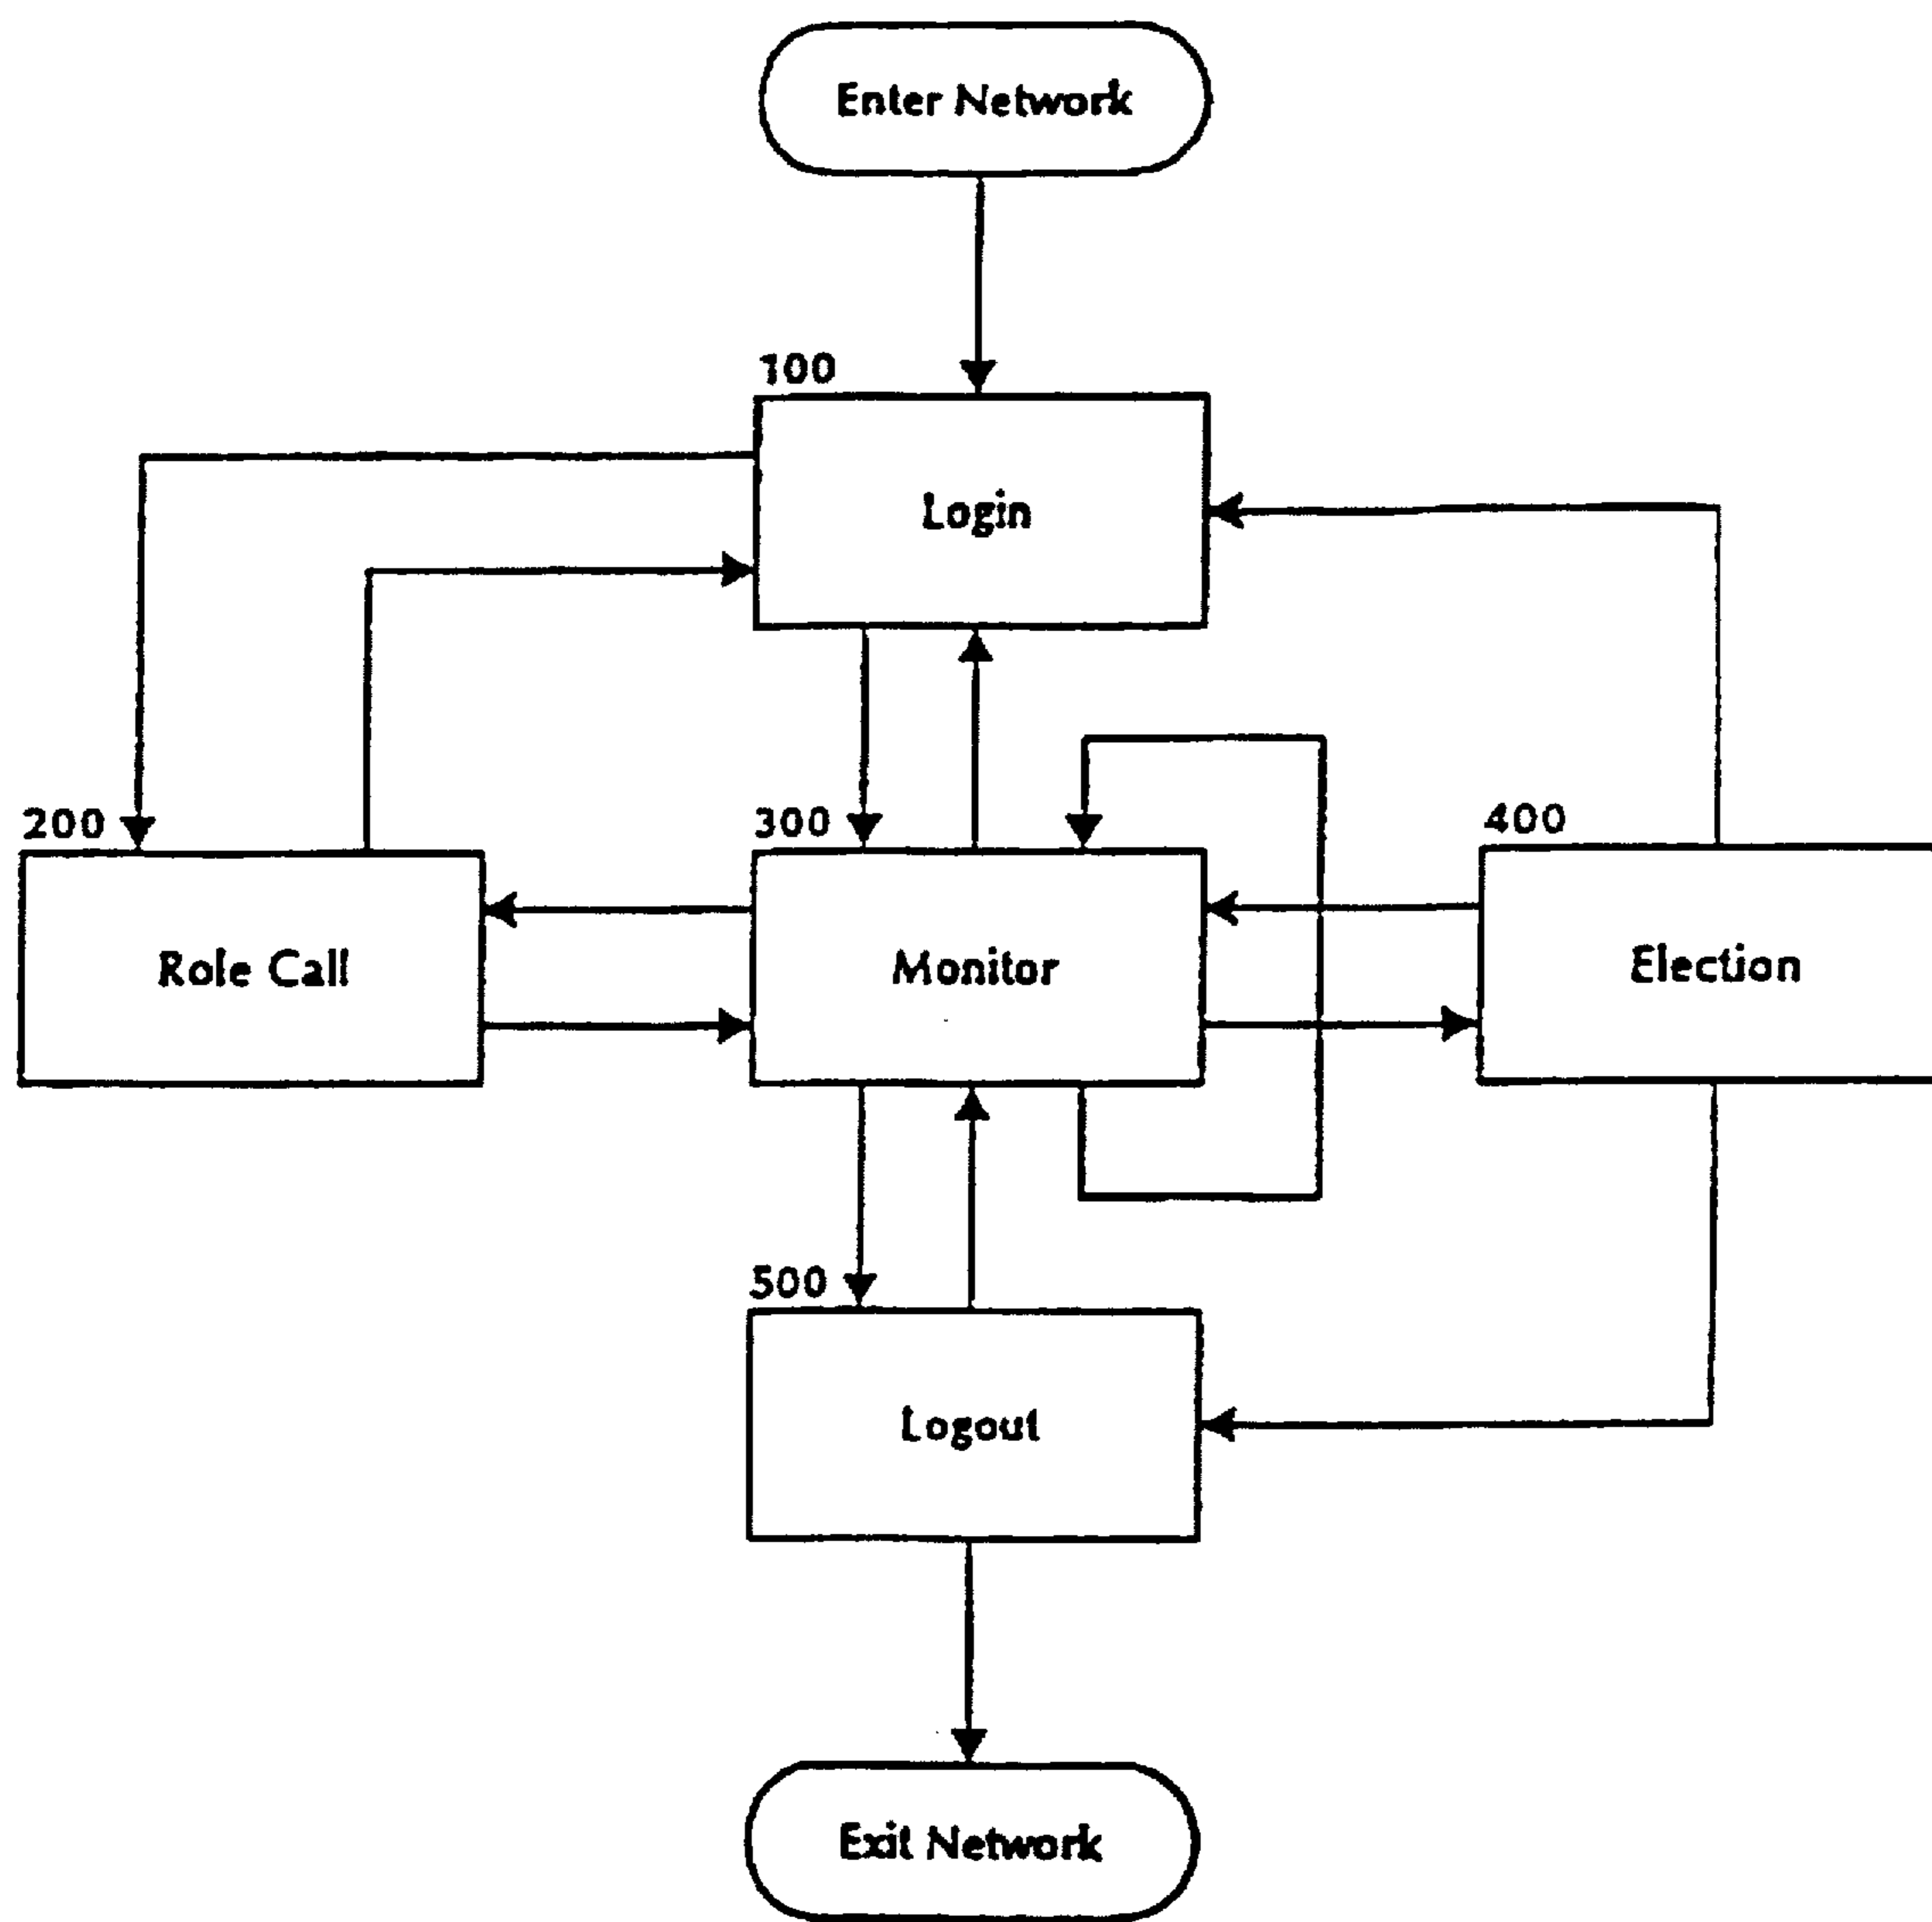 Enter Network
100
Login
200
300
400
Role Call
Monitor
Election
500
Logout
Exit Network